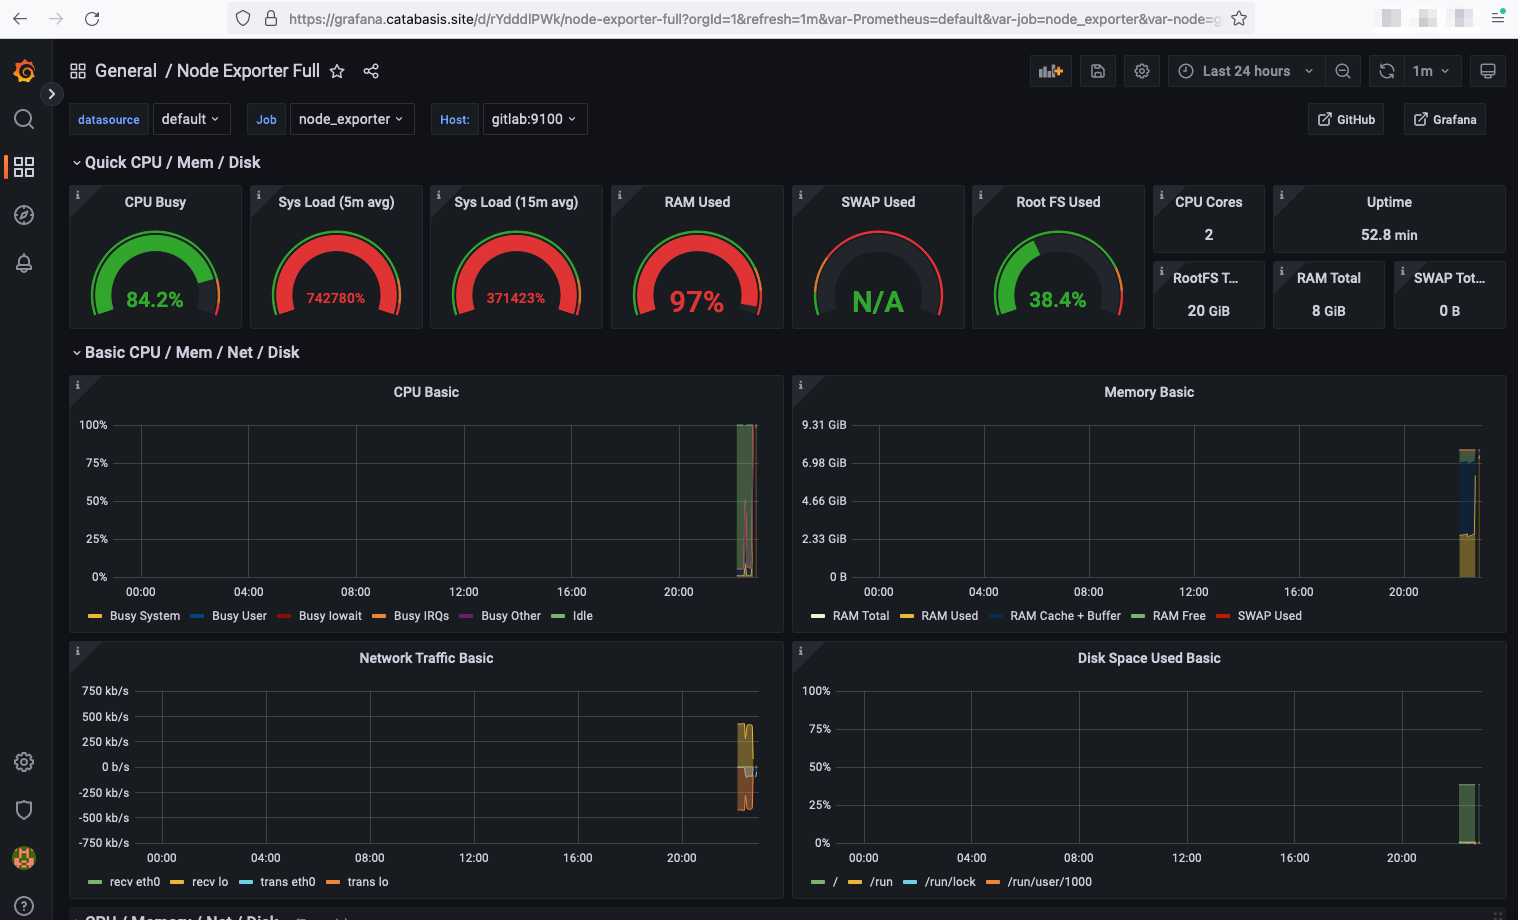 https://grafana.catabasis.site/d/rYdddlPWk/node-exporter-full?orgId=1&refresh=1m&var-Prometheus=default&var-job=node_exporter&var-node=g
General / Node Exporter Full
Last 24 hours
1m
datasource default Job node_exporter Host: gitlab:9100 GitHub Grafana
Quick CPU / Mem / Disk
CPU Busy
84.2%
Sys Load (5m avg)
742780%
Sys Load (15m avg)
371423%
RAM Used
97%
SWAP Used
N/A
Root FS Used
38.4%
CPU Cores
2
Uptime
52.8 min
RootFS T...
20 GiB
RAM Total
8 GiB
SWAP Tot...
0 B
Basic CPU / Mem / Net / Disk
CPU Basic
100%
75%
50%
25%
0%
00:00 04:00 08:00 12:00 16:00 20:00
Busy System Busy User Busy Iowait Busy IRQs Busy Other Idle
Memory Basic
9.31 GiB
6.98 GiB
4.66 GiB
2.33 GiB
0 B
00:00 04:00 08:00 12:00 16:00 20:00
RAM Total RAM Used RAM Cache + Buffer RAM Free SWAP Used
Network Traffic Basic
750 kb/s
500 kb/s
250 kb/s
0 b/s
-250 kb/s
-500 kb/s
-750 kb/s
00:00 04:00 08:00 12:00 16:00 20:00
recv eth0 recv lo trans eth0 trans lo
Disk Space Used Basic
100%
75%
50%
25%
0%
00:00 04:00 08:00 12:00 16:00 20:00
/ /run /run/lock /run/user/1000
CPU / Memory / Net / Disk